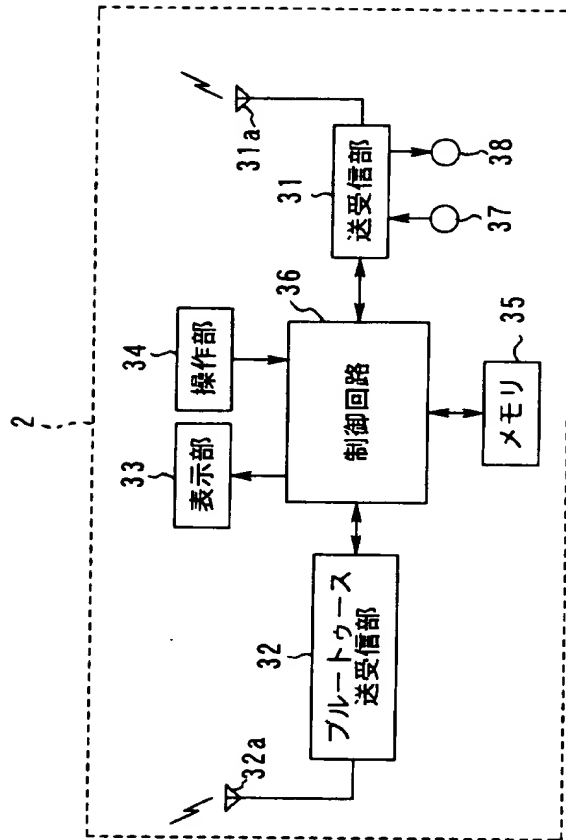 2
33
表示部
34
操作部
36
制御回路
31a
31
送受信部
37
38
32
ブルートゥース
送受信部
32a
35
メモリ